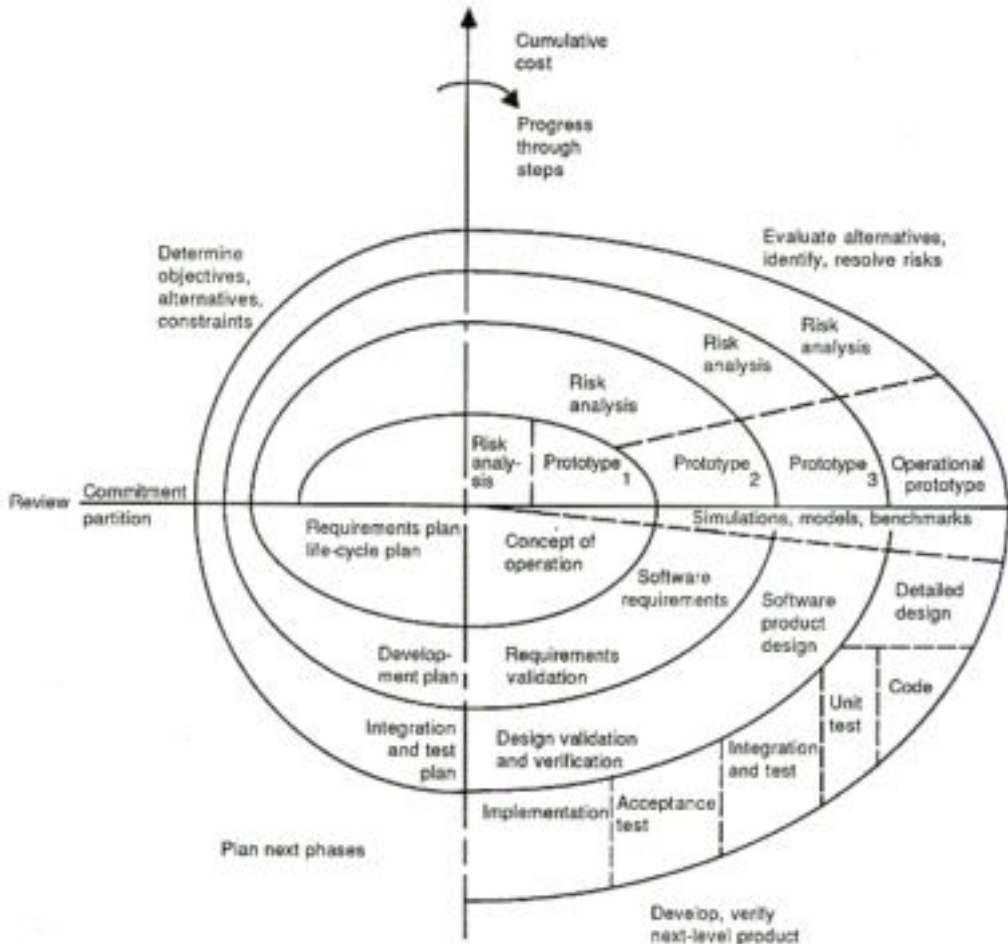 Cumulative
cost
Progress
through
steps
Determine
objectives,
alternatives,
constraints
Evaluate alternatives,
identify, resolve risks
Risk
analysis
Risk
analysis
Risk
analysis
Risk
analy-
sis
Prototype 1
Prototype 2
Prototype 3
Operational
prototype
Review
Commitment
partition
Simulations, models, benchmarks
Requirements plan
life-cycle plan
Concept of
operation
Software
requirements
Software
product
design
Detailed
design
Develop-
ment plan
Requirements
validation
Code
Unit
test
Integration
and test
plan
Design validation
and verification
Integration
and test
Implementation
Acceptance
test
Plan next phases
Develop, verify
next-level product